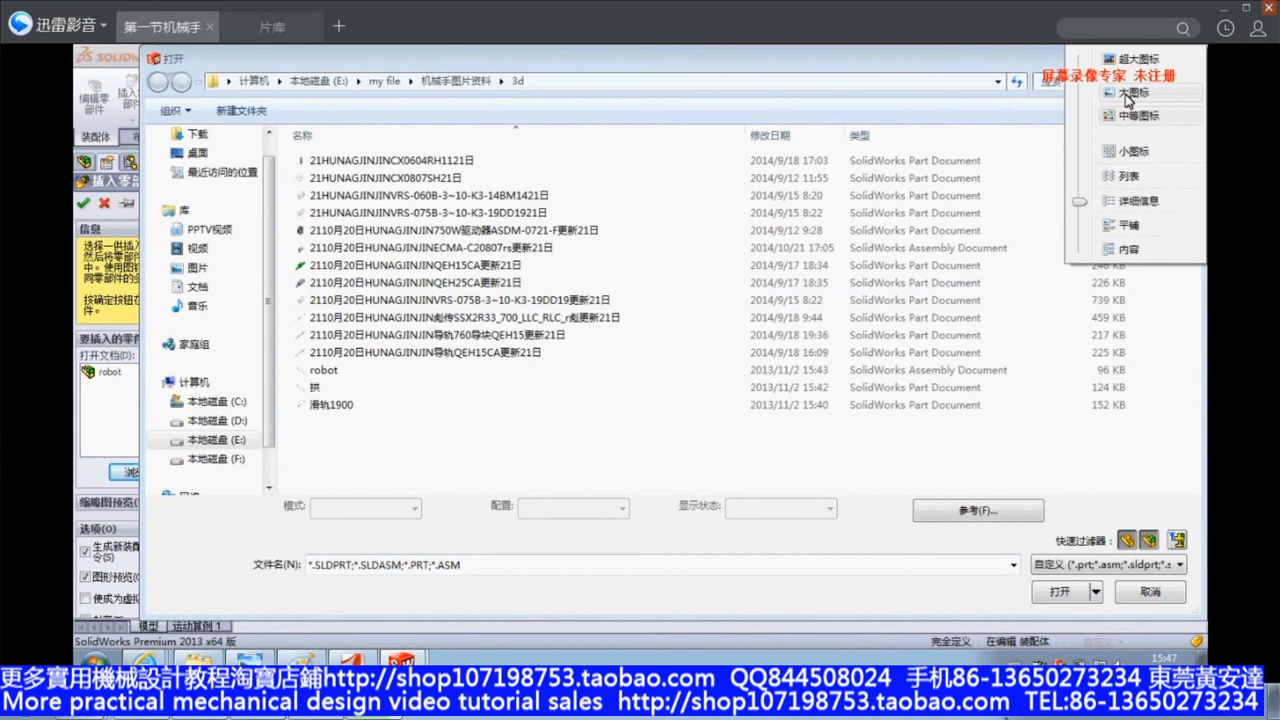 迅雷影音
第一节机械手
片库
SOLIDW
打开
计算机 本地磁盘 (E:) my file 机械手图片资料 3d
超大图标
屏幕录像专家 未注册
大图标
中等图标
小图标
列表
详细信息
平铺
内容
组织
新建文件夹
编辑零部件
装配体
插入零部
信息
要插入的零件
打开文档(D):
robot
缩略图预览
选项(O)
生成新装配
令(S)
图形预览(
使成为虚拟
下载
桌面
最近访问的位置
库
PPTV视频
视频
图片
文档
音乐
家庭组
计算机
本地磁盘 (C:)
本地磁盘 (D:)
本地磁盘 (E:)
本地磁盘 (F:)
名称 修改日期 类型
21HUNAGJINJINCX0604RH1121日 2014/9/18 17:03 SolidWorks Part Document
21HUNAGJINJINCX0807SH21日 2014/9/12 11:55 SolidWorks Part Document
21HUNAGJINJINVRS-060B-3~10-K3-14BM1421日 2014/9/15 8:20 SolidWorks Part Document
21HUNAGJINJINVRS-075B-3~10-K3-19DD1921日 2014/9/15 8:22 SolidWorks Part Document
2110月20日HUNAGJINJIN750W驱动器ASDM-0721-F更新21日 2014/9/12 9:28 SolidWorks Part Document
2110月20日HUNAGJINJINECMA-C20807rs更新21日 2014/10/21 17:05 SolidWorks Assembly Document
2110月20日HUNAGJINJINQEH15CA更新21日 2014/9/17 18:34 SolidWorks Part Document 246 KB
2110月20日HUNAGJINJINQEH25CA更新21日 2014/9/17 18:35 SolidWorks Part Document 226 KB
2110月20日HUNAGJINJINVRS-075B-3~10-K3-19DD19更新21日 2014/9/15 8:22 SolidWorks Part Document 739 KB
2110月20日HUNAGJINJIN彪传SSX2R33_700_LLC_RLC_r彪更新21日 2014/9/18 9:44 SolidWorks Part Document 459 KB
2110月20日HUNAGJINJIN导轨760导块QEH15更新21日 2014/9/18 19:36 SolidWorks Part Document 217 KB
2110月20日HUNAGJINJIN导轨QEH15CA更新21日 2014/9/18 16:09 SolidWorks Part Document 225 KB
robot 2013/11/2 15:43 SolidWorks Assembly Document 96 KB
拱 2013/11/2 15:42 SolidWorks Part Document 124 KB
滑轨1900 2013/11/2 15:40 SolidWorks Part Document 152 KB
模式: 配置: 显示状态: 参考(F)...
快速过滤器:
文件名(N): *.SLDPRT;*.SLDASM;*.PRT;*.ASM 自定义 (*.prt;*.asm;*.sldprt;*.s
打开 取消
模型 运动算例 1
SolidWorks Premium 2013 x64 版 完全定义 在编辑 装配体
15:47
更多實用機械設計教程淘寶店鋪http://shop107198753.taobao.com QQ844508024 手机86-13650273234 東莞黃安達
More practical mechanical design video tutorial sales http://shop107198753.taobao.com TEL:86-13650273234